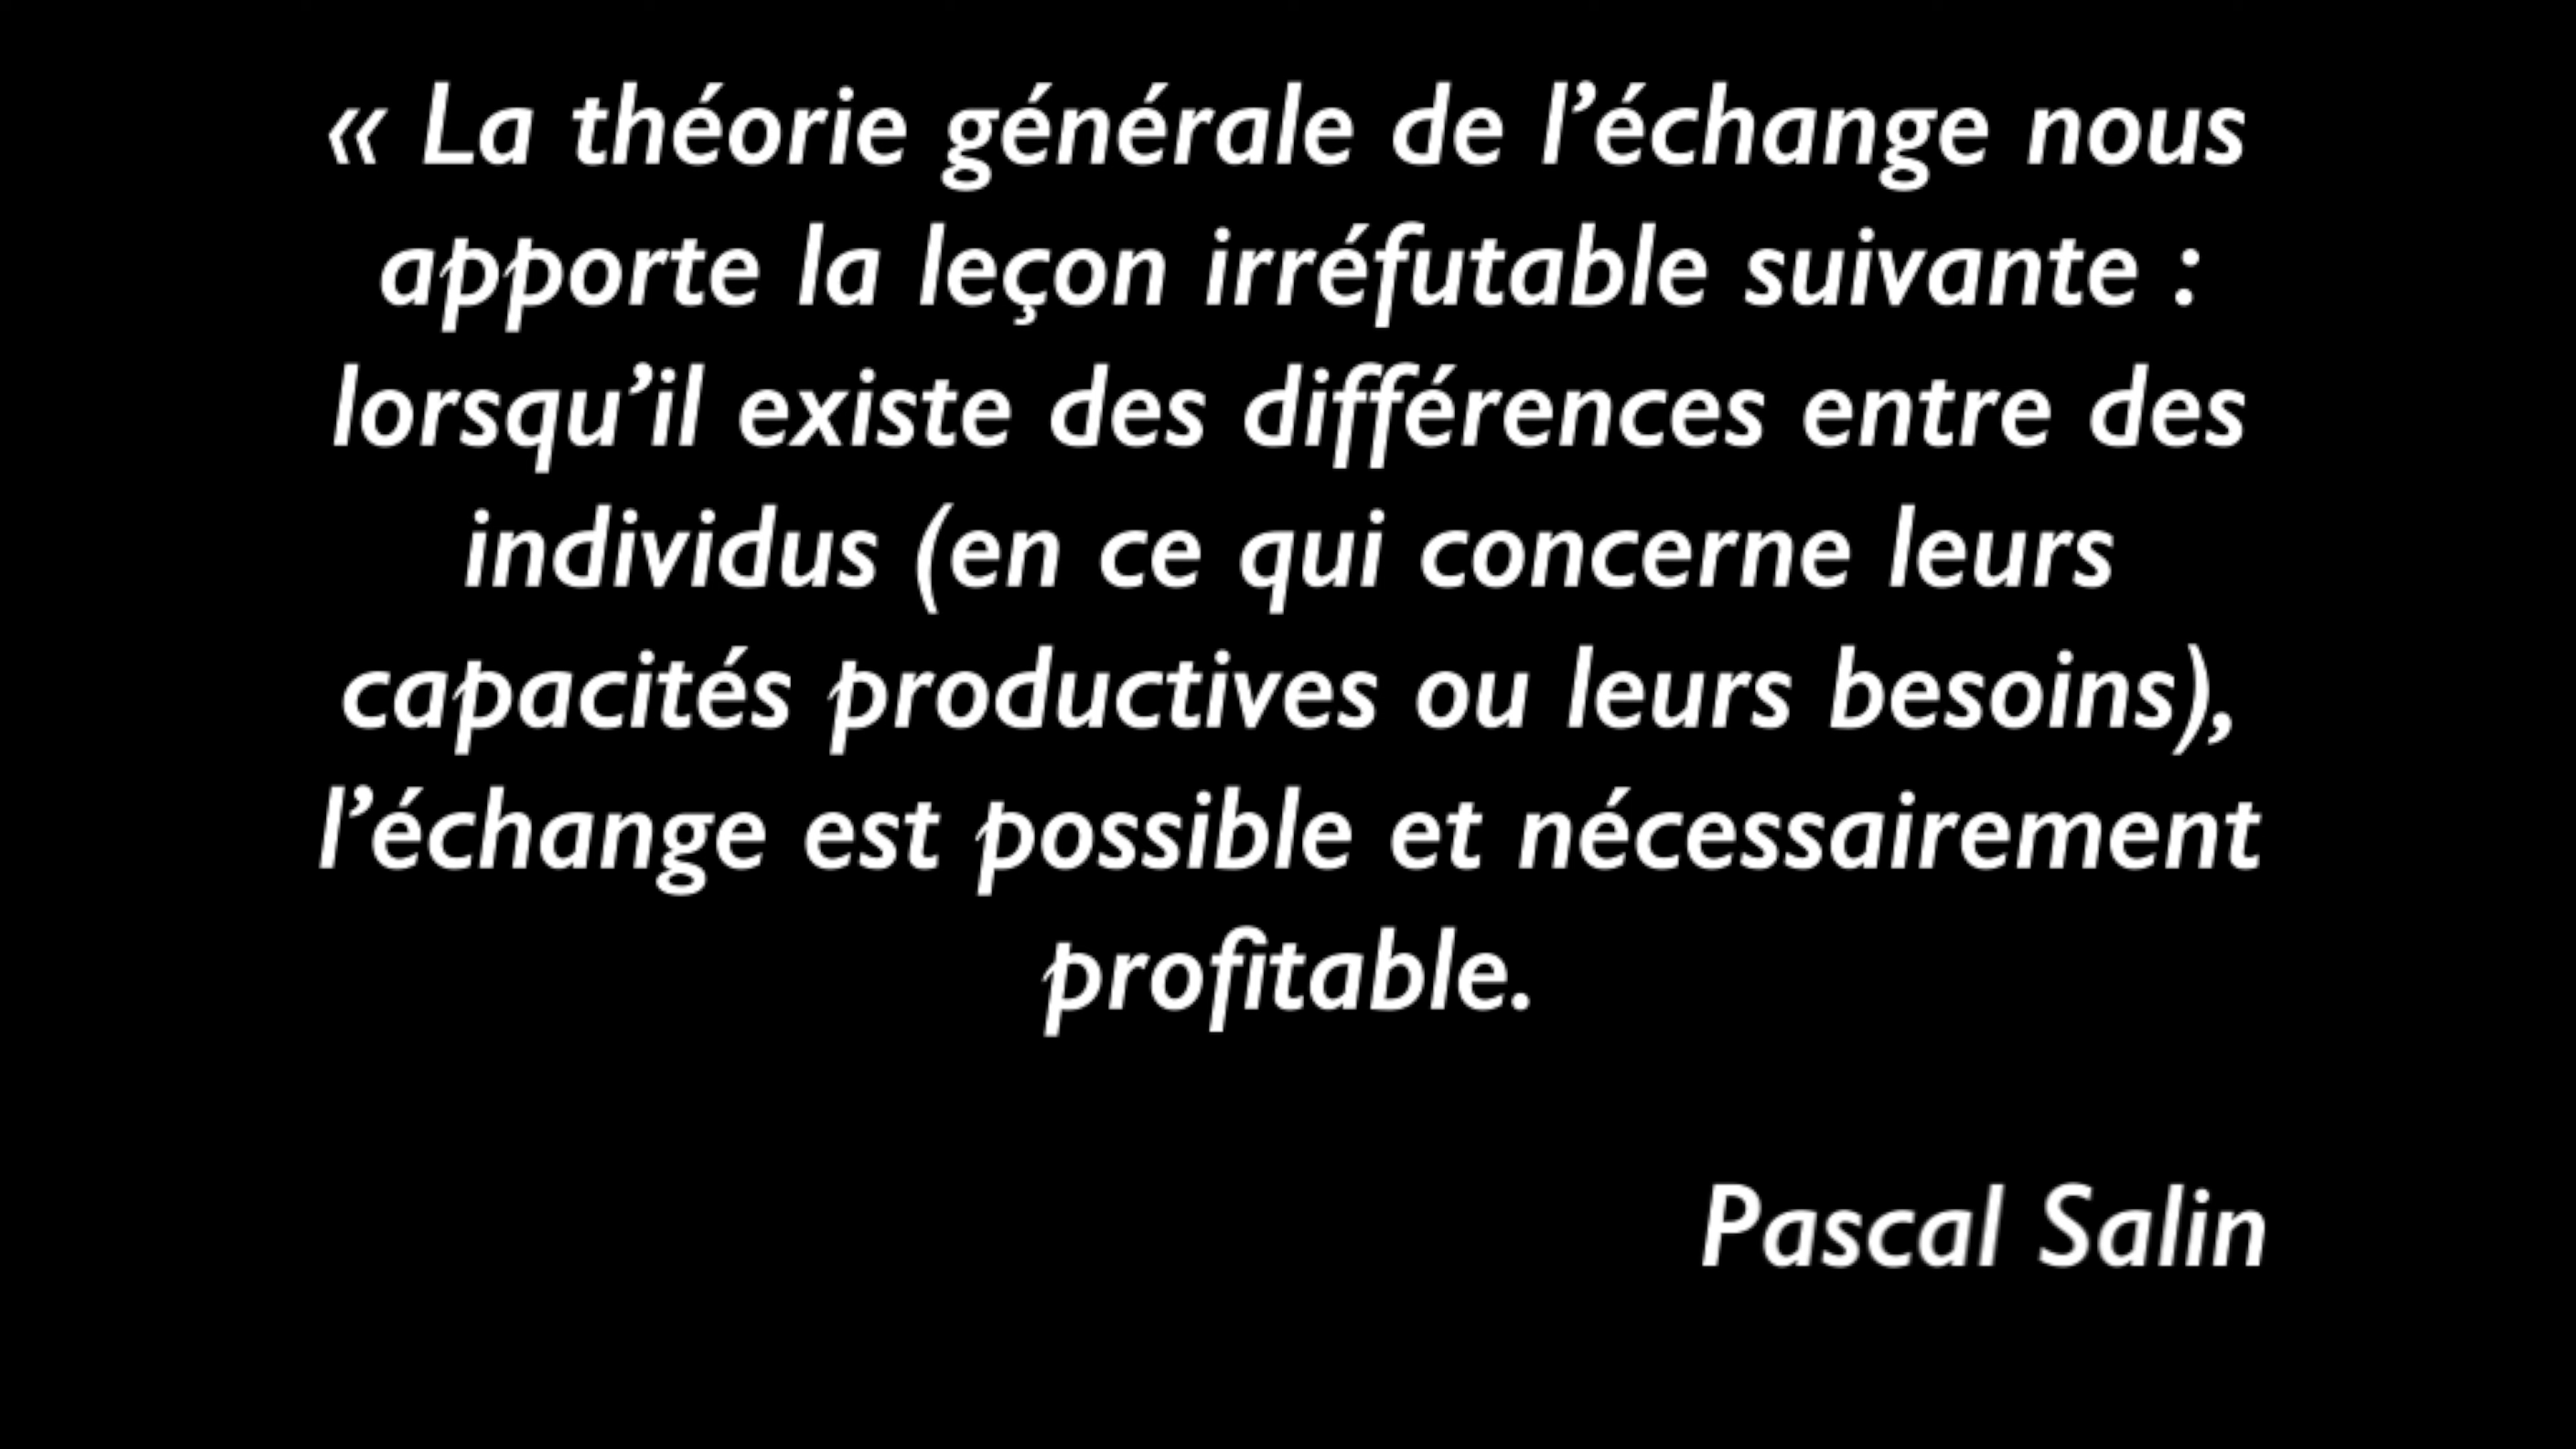 « La théorie générale de l’échange nous
apporte la leçon irréfutable suivante :
lorsqu’il existe des différences entre des
individus (en ce qui concerne leurs
capacités productives ou leurs besoins),
l’échange est possible et nécessairement
profitable.
Pascal Salin